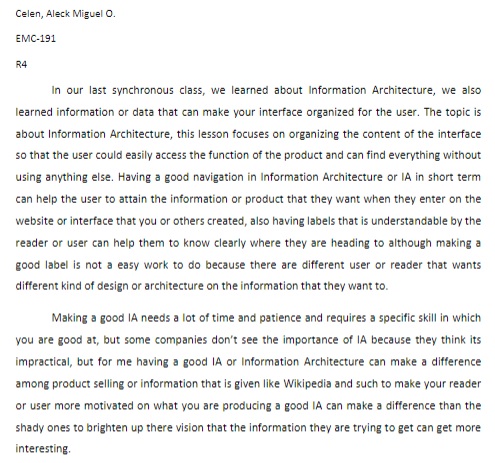 Celen, Aleck Miguel O.
EMC-191
R4
In our last synchronous class, we learned about Information Architecture, we also
learned information or data that can make your interface organized for the user. The topic is
about Information Architecture, this lesson focuses on organizing the content of the interface
so that the user could easily access the function of the product and can find everything without
using anything else. Having a good navigation in Information Architecture or IA in short term
can help the user to attain the information or product that they want when they enter on the
website or interface that you or others created, also having labels that is understandable by the
reader or user can help them to know clearly where they are heading to although making a
good label is not a easy work to do because there are different user or reader that wants
different kind of design or architecture on the information that they want to.
Making a good IA needs a lot of time and patience and requires a specific skill in which
you are good at, but some companies don't see the importance of IA because they think its
impractical, but for me having a good IA or Information Architecture can make a difference
among product selling or information that is given like Wikipedia and such to make your reader
or user more motivated on what you are producing a good IA can make a difference than the
shady ones to brighten up there vision that the information they are trying to get can get more
interesting.